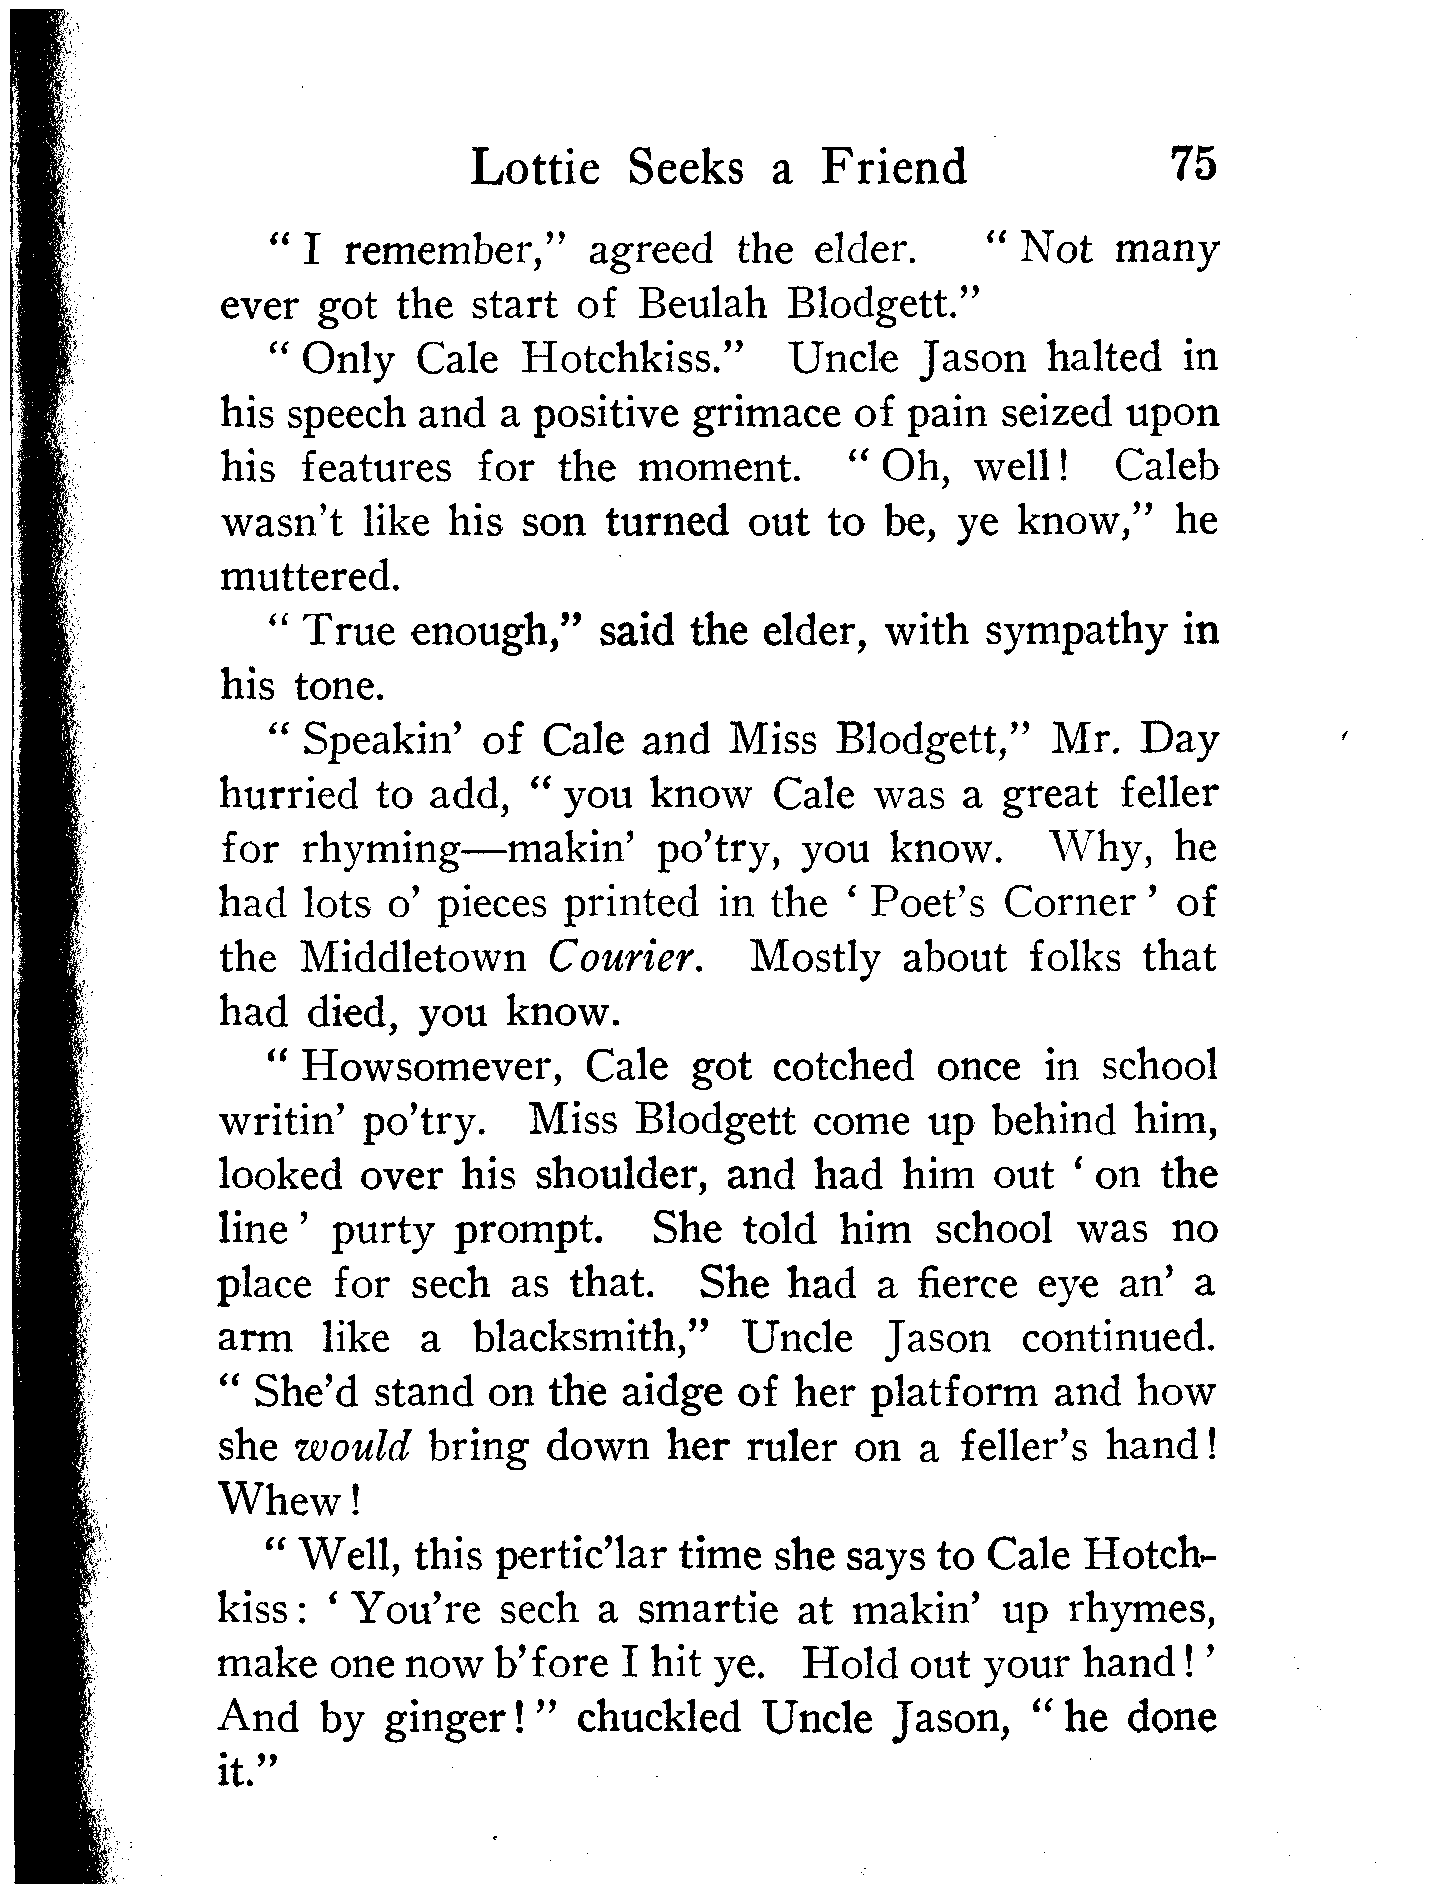 Lottie Seeks a Friend 75
“ I remember,” agreed the elder. “ Not many
ever got the start of Beulah Blodgett.”
“ Only Cale Hotchkiss.” Uncle Jason halted in
his speech and a positive grimace of pain seized upon
his features for the moment. “ Oh, well! Caleb
wasn’t like his son turned out to be, ye know,” he
muttered.
“ True enough,” said the elder, with sympathy in
his tone.
“ Speakin’ of Cale and Miss Blodgett,” Mr. Day
hurried to add, “ you know Cale was a great feller
for rhyming—makin’ po’try, you know. Why, he
had lots o’ pieces printed in the ‘ Poet’s Corner ’ of
the Middletown Courier. Mostly about folks that
had died, you know.
“ Howsomever, Cale got cotched once in school
writin’ po’try. Miss Blodgett come up behind him,
looked over his shoulder, and had him out ‘ on the
line ’ purty prompt. She told him school was no
place for sech as that. She had a fierce eye an’ a
arm like a blacksmith,” Uncle Jason continued.
“ She’d stand on the aidge of her platform and how
she would bring down her ruler on a feller’s hand!
Whew!
“ Well, this pertic’lar time she says to Cale Hotch-
kiss: ‘ You’re sech a smartie at makin’ up rhymes,
make one now b’fore I hit ye. Hold out your hand! ’
And by ginger! ” chuckled Uncle Jason, “ he done
it.”